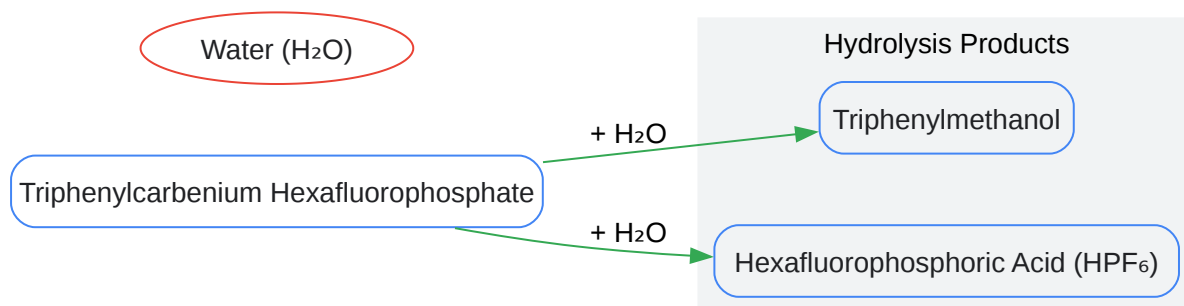 Water (H₂O)
Hydrolysis Products
Triphenylmethanol
+ H₂O
Triphenylcarbenium Hexafluorophosphate
+ H₂O
Hexafluorophosphoric Acid (HPF₆)